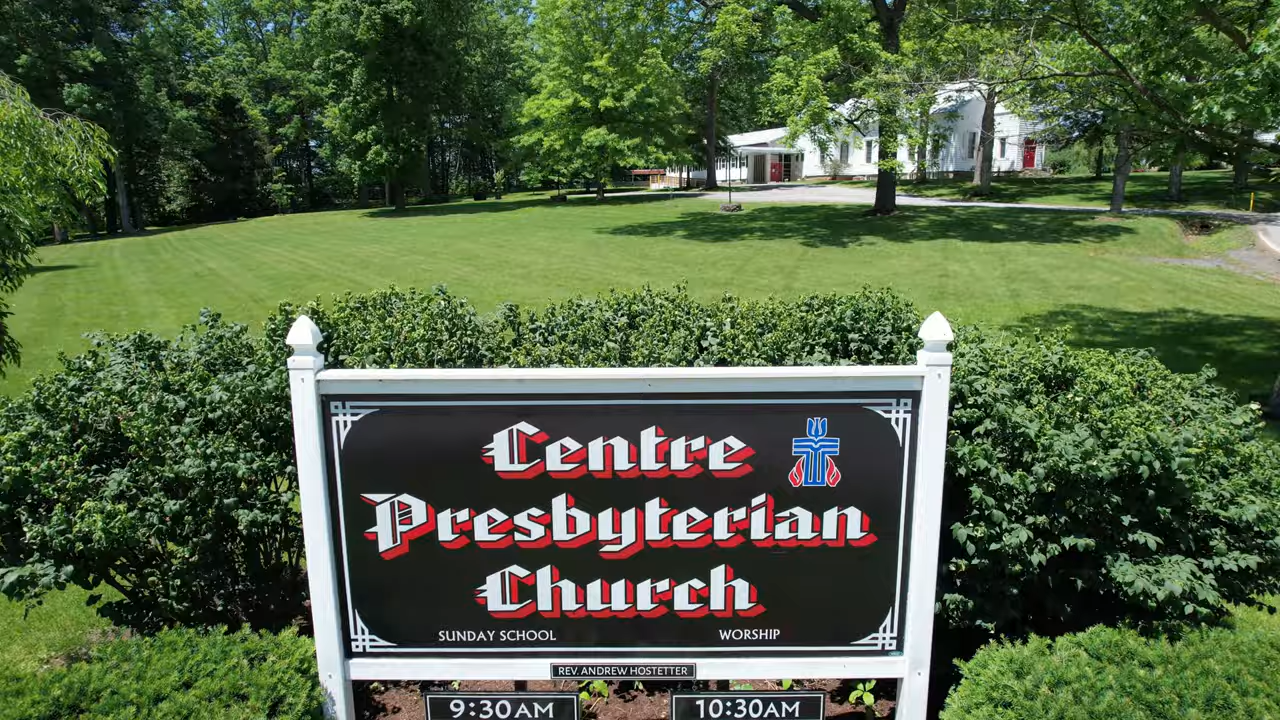 Centre
Presbyterian
Church
SUNDAY SCHOOL WORSHIP
REV. ANDREW HOSTETTER
9:30AM 10:30AM